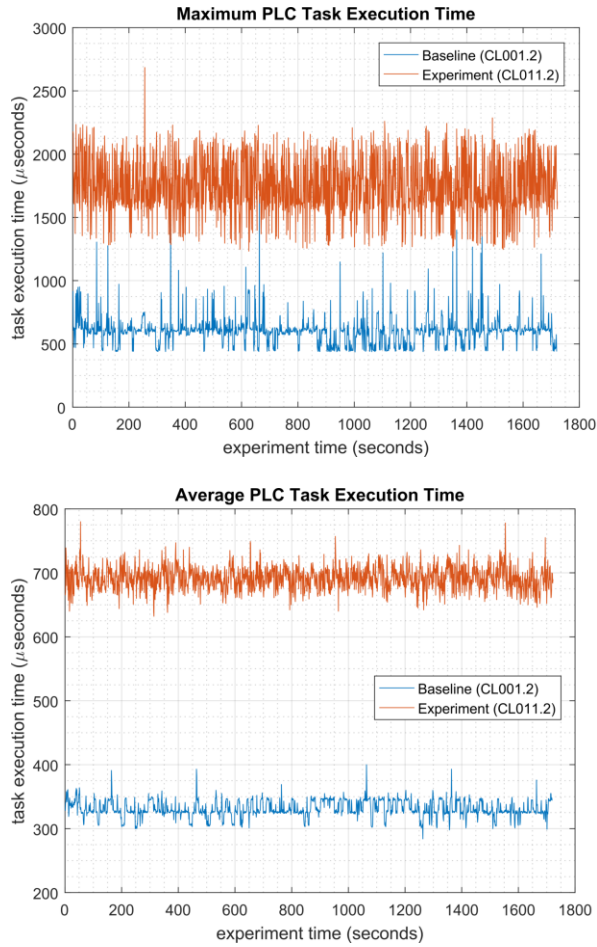 Maximum PLC Task Execution Time
3000
2500
2000
1500
1000
500
0
task execution time (μseconds)
Baseline (CL001.2)
Experiment (CL011.2)
0 200 400 600 800 1000 1200 1400 1600 1800
experiment time (seconds)
Average PLC Task Execution Time
800
700
600
500
400
300
200
task execution time (μseconds)
Baseline (CL001.2)
Experiment (CL011.2)
0 200 400 600 800 1000 1200 1400 1600 1800
experiment time (seconds)